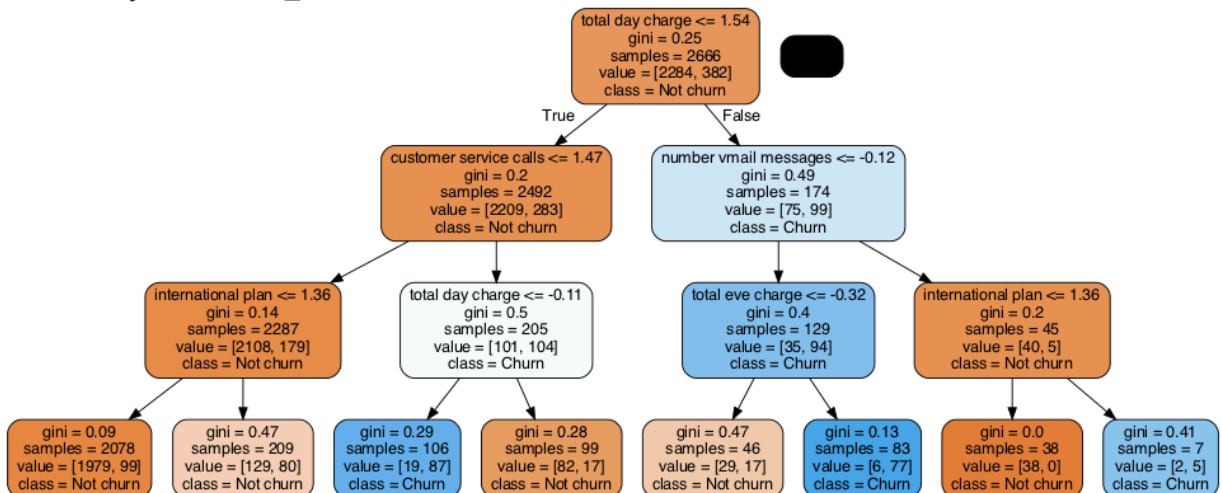 total day charge <= 1.54
gini = 0.25
samples = 2666
value = [2284, 382]
class = Not churn
True
False
customer service calls <= 1.47
gini = 0.2
samples = 2492
value = [2209, 283]
class = Not churn
number vmail messages <= -0.12
gini = 0.49
samples = 174
value = [75, 99]
class = Churn
international plan <= 1.36
gini = 0.14
samples = 2287
value = [2108, 179]
class = Not churn
total day charge <= -0.11
gini = 0.5
samples = 205
value = [101, 104]
class = Churn
total eve charge <= -0.32
gini = 0.4
samples = 129
value = [35, 94]
class = Churn
international plan <= 1.36
gini = 0.2
samples = 45
value = [40, 5]
class = Not churn
gini = 0.09
samples = 2078
value = [1979, 99]
class = Not churn
gini = 0.47
samples = 209
value = [129, 80]
class = Not churn
gini = 0.29
samples = 106
value = [19, 87]
class = Churn
gini = 0.28
samples = 99
value = [82, 17]
class = Not churn
gini = 0.47
samples = 46
value = [29, 17]
class = Not churn
gini = 0.13
samples = 83
value = [6, 77]
class = Churn
gini = 0.0
samples = 38
value = [38, 0]
class = Not churn
gini = 0.41
samples = 7
value = [2, 5]
class = Churn